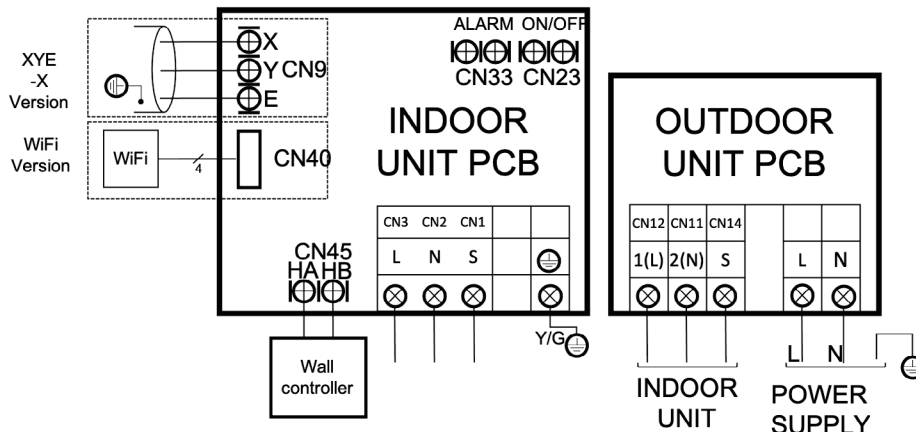 ALARM ON/OFF
CN33 CN23
XYE
-X
Version
X
Y CN9
E
WiFi
Version
WiFi
4
CN40
INDOOR
UNIT PCB
CN45
HA HB
CN3 CN2 CN1
L N S
Y/G
Wall
controller
OUTDOOR
UNIT PCB
CN12 CN11 CN14
1(L) 2(N) S L N
L N
INDOOR
UNIT
POWER
SUPPLY